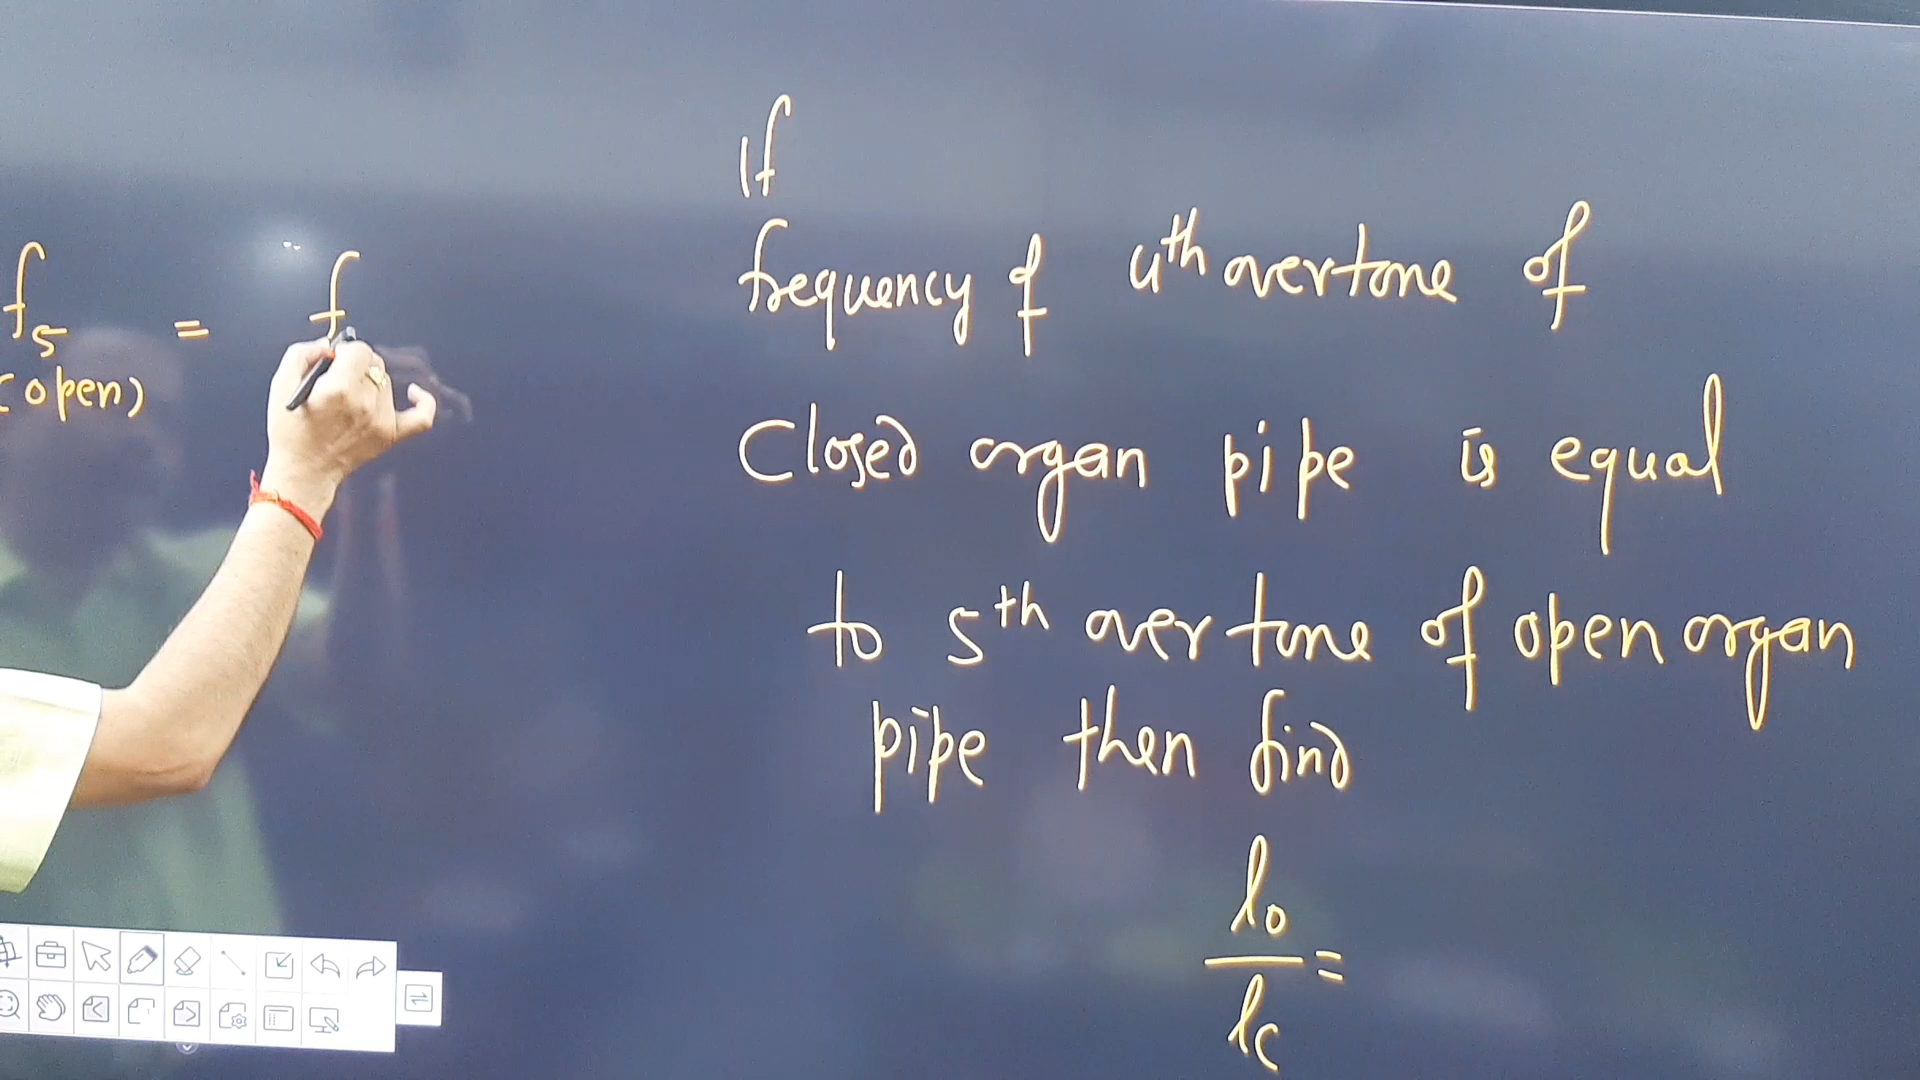 f5 = f
(open)
If
frequency of 4th overtone of
Closed organ pipe is equal
to 5th overtone of open organ
pipe then find
lo
lc =